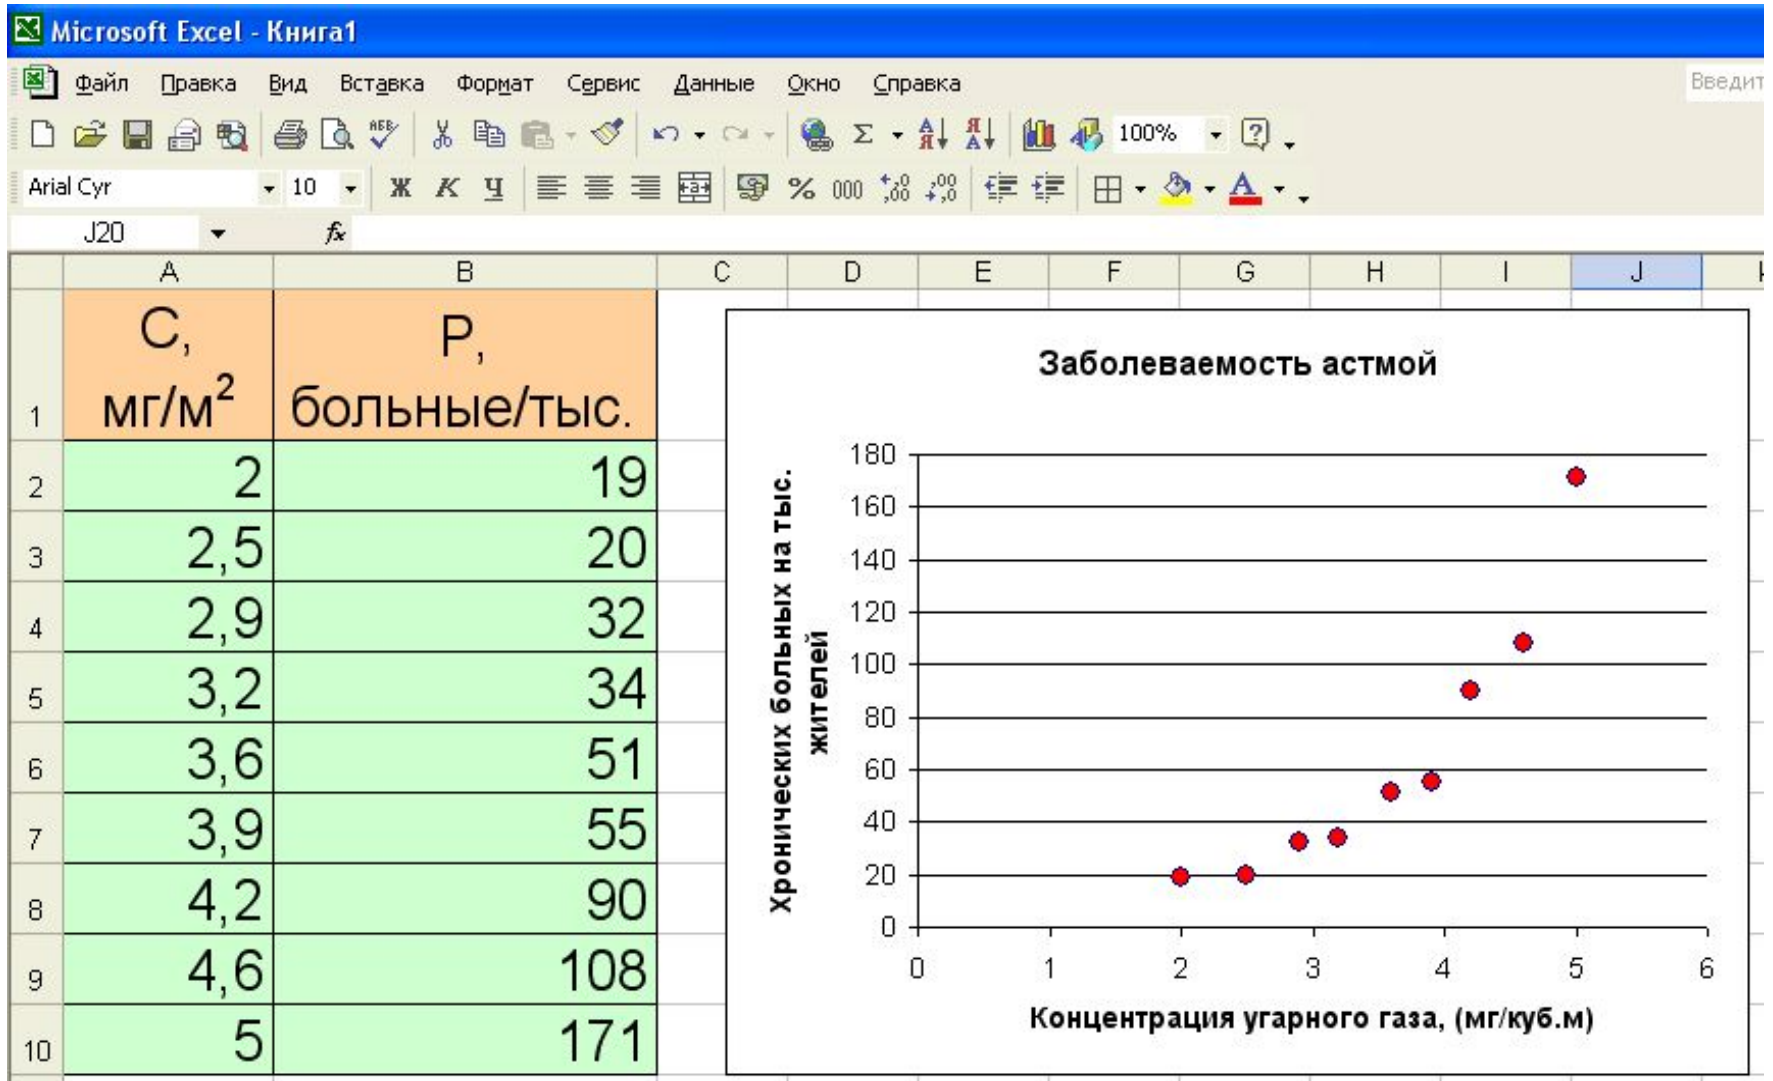 Microsoft Excel - Книга1
Файл Правка Вид Вставка Формат Сервис Данные Окно Справка Введит
100%
Arial Cyr 10 Ж К Ч % 000
J20 fx
A B C D E F G H I J
1 С, мг/м² Р, больные/тыс.
2 2 19
3 2,5 20
4 2,9 32
5 3,2 34
6 3,6 51
7 3,9 55
8 4,2 90
9 4,6 108
10 5 171
Заболеваемость астмой
Хронических больных на тыс.
жителей
180
160
140
120
100
80
60
40
20
0
0 1 2 3 4 5 6
Концентрация угарного газа, (мг/куб.м)